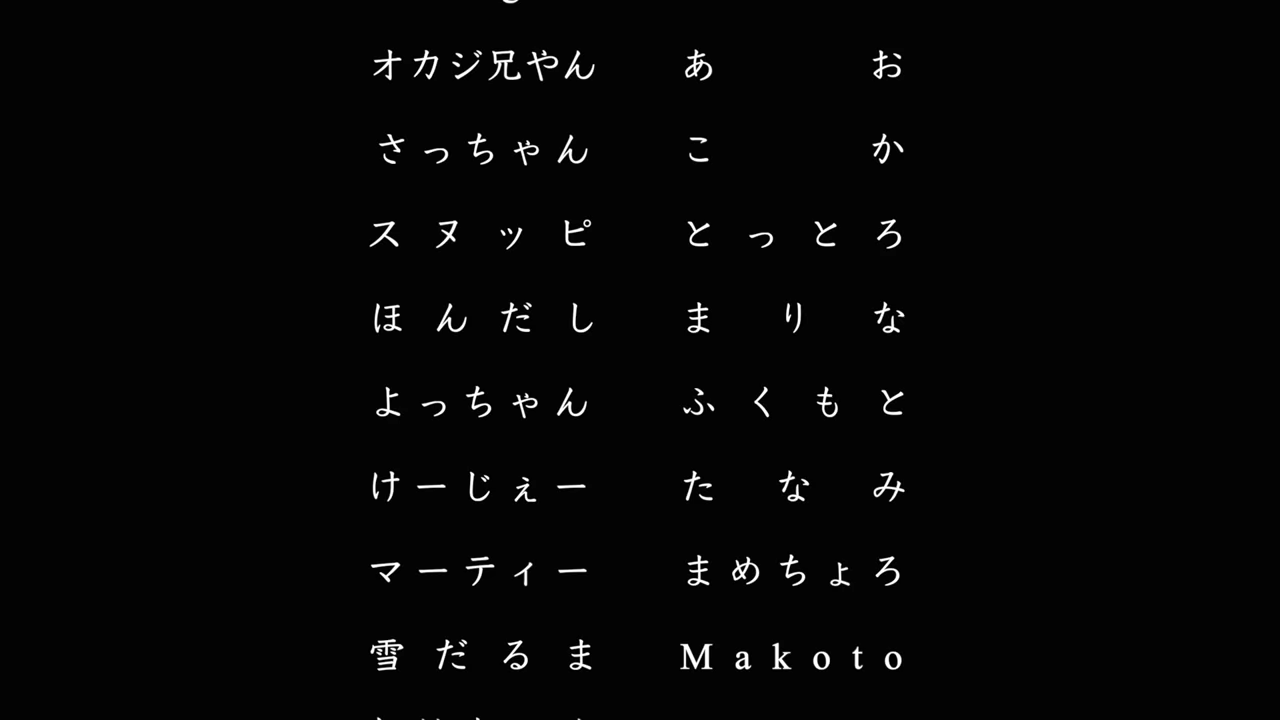 オカジ兄やん あお
さっちゃん こか
スヌッピ とっとろ
ほんだし まりな
よっちゃん ふくもと
けーじぇー たなみ
マーティー まめちょろ
雪だるま Makoto